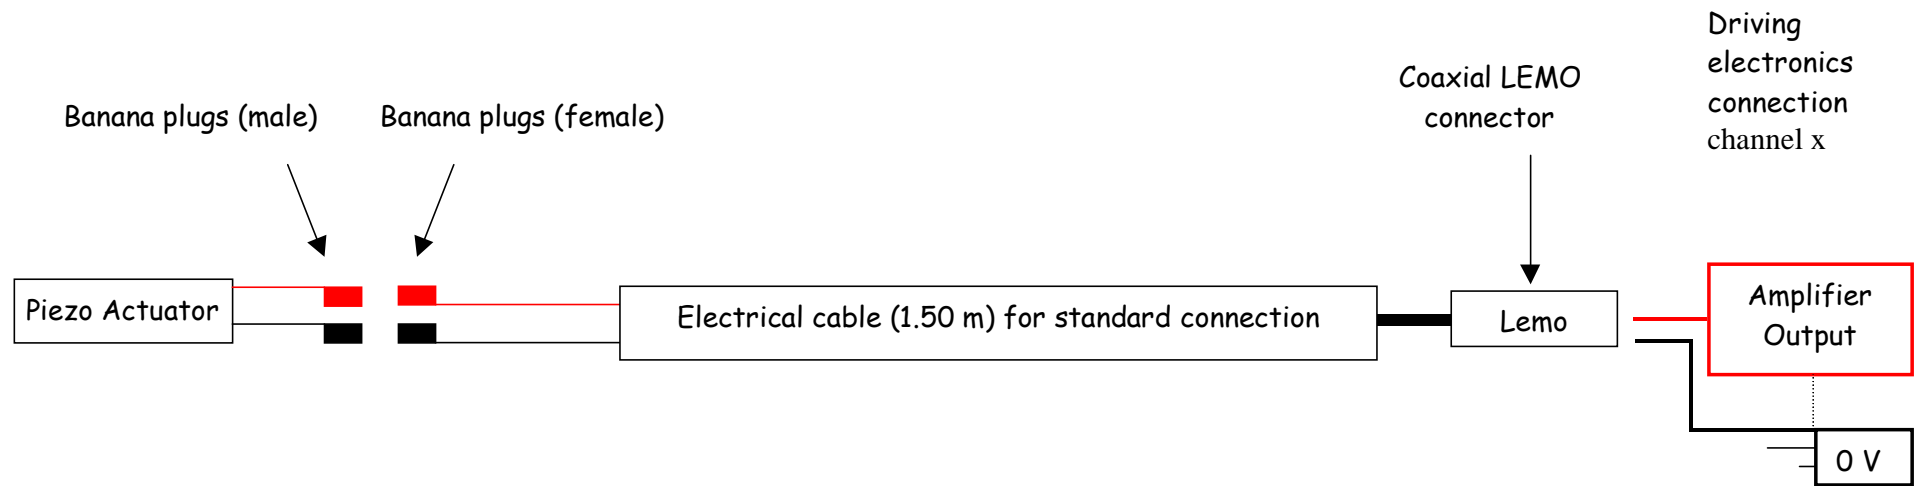 Banana plugs (male)
Banana plugs (female)
Coaxial LEMO
connector
Driving
electronics
connection
channel x
Piezo Actuator
Electrical cable (1.50 m) for standard connection
Lemo
Amplifier
Output
0 V